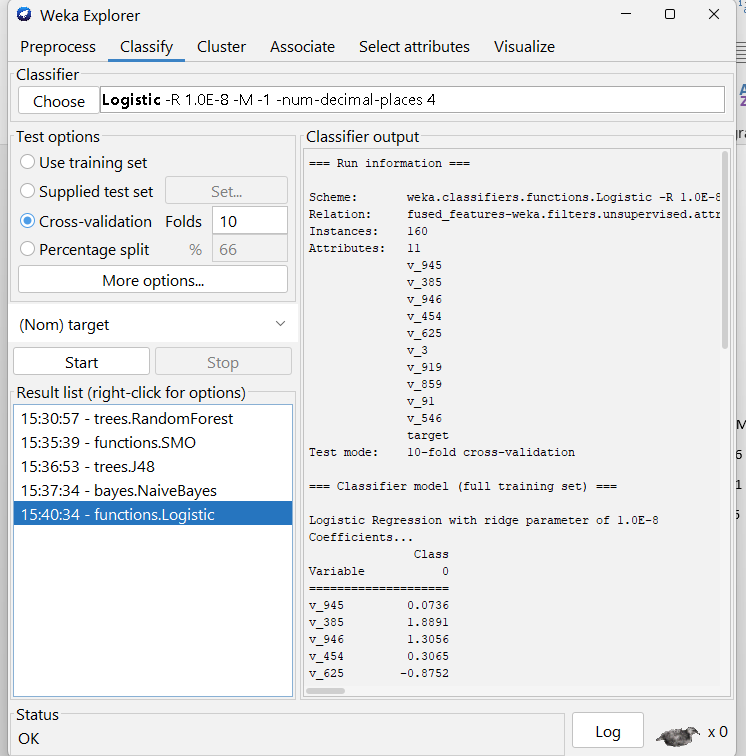 Weka Explorer
Preprocess Classify Cluster Associate Select attributes Visualize
Classifier
Choose Logistic -R 1.0E-8 -M -1 -num-decimal-places 4
Test options
Use training set
Supplied test set Set...
Cross-validation Folds 10
Percentage split % 66
More options...
(Nom) target
Start Stop
Result list (right-click for options)
15:30:57 - trees.RandomForest
15:35:39 - functions.SMO
15:36:53 - trees.J48
15:37:34 - bayes.NaiveBayes
15:40:34 - functions.Logistic
Classifier output
=== Run information ===
Scheme: weka.classifiers.functions.Logistic -R 1.0E-8
Relation: fused_features-weka.filters.unsupervised.attr
Instances: 160
Attributes: 11
v_945
v_385
v_946
v_454
v_625
v_3
v_919
v_859
v_91
v_546
target
Test mode: 10-fold cross-validation
=== Classifier model (full training set) ===
Logistic Regression with ridge parameter of 1.0E-8
Coefficients...
Class
Variable 0
====================
v_945 0.0736
v_385 1.8891
v_946 1.3056
v_454 0.3065
v_625 -0.8752
Status
OK
Log x 0